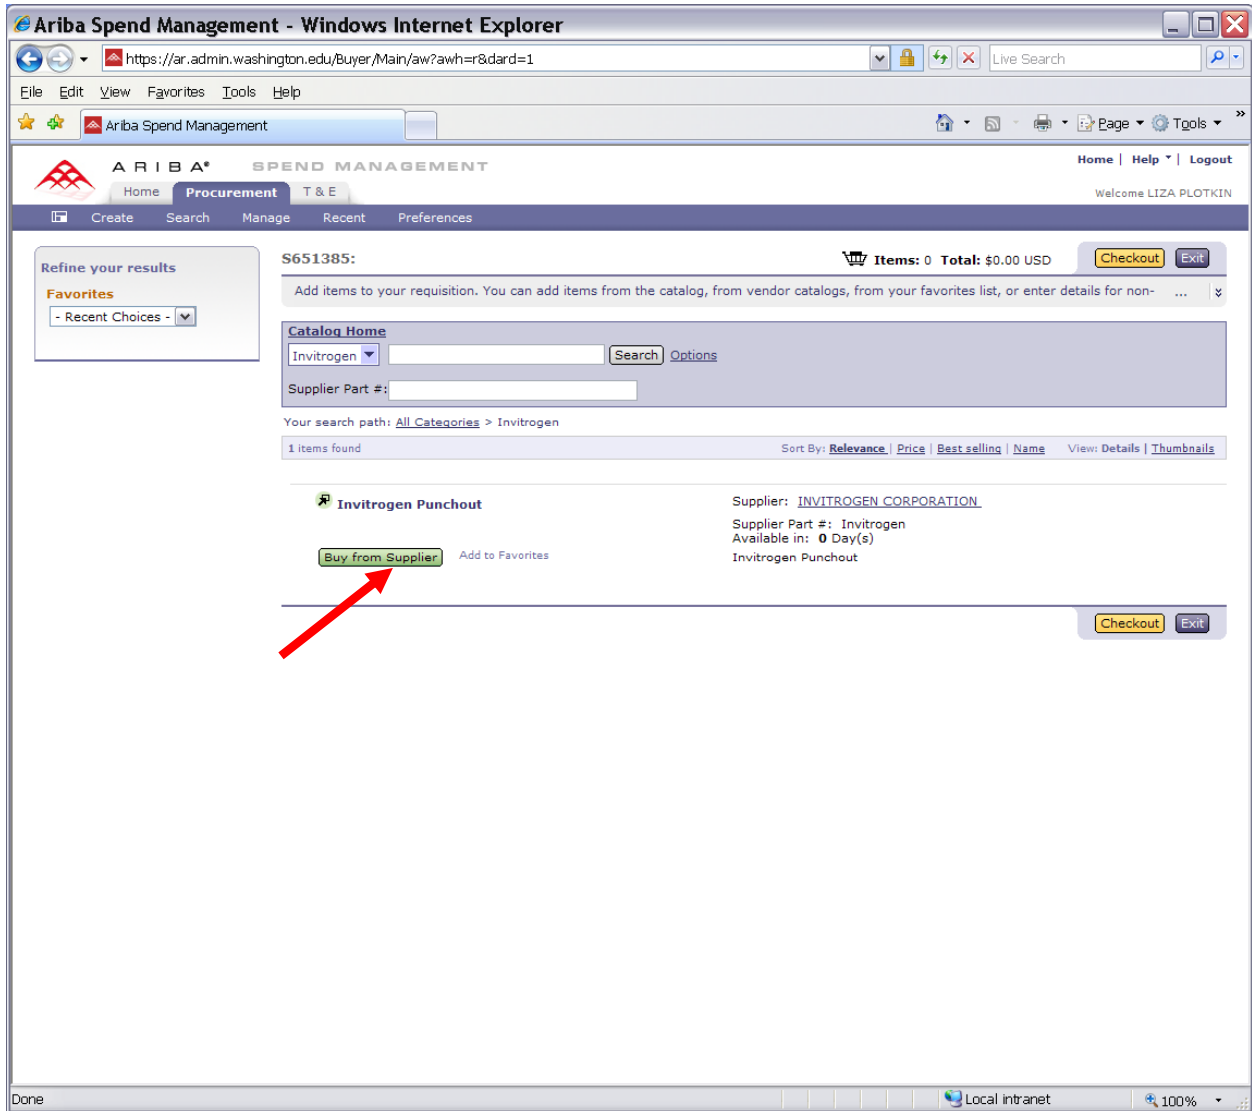 Ariba Spend Management - Windows Internet Explorer
https://ar.admin.washington.edu/Buyer/Main/aw?awh=r&dard=1
Live Search
File Edit View Favorites Tools Help
Ariba Spend Management
Page Tools »
ARIBA® SPEND MANAGEMENT
Home | Help | Logout
Home Procurement T & E
Welcome LIZA PLOTKIN
Create Search Manage Recent Preferences
Refine your results
Favorites
- Recent Choices -
S651385:
Items: 0 Total: $0.00 USD
Checkout Exit
Add items to your requisition. You can add items from the catalog, from vendor catalogs, from your favorites list, or enter details for non- ...
Catalog Home
Invitrogen Search Options
Supplier Part #:
Your search path: All Categories > Invitrogen
1 items found
Sort By: Relevance | Price | Best selling | Name View: Details | Thumbnails
Invitrogen Punchout
Buy from Supplier Add to Favorites
Supplier: INVITROGEN CORPORATION
Supplier Part #: Invitrogen
Available in: 0 Day(s)
Invitrogen Punchout
Checkout Exit
Done
Local intranet
100%